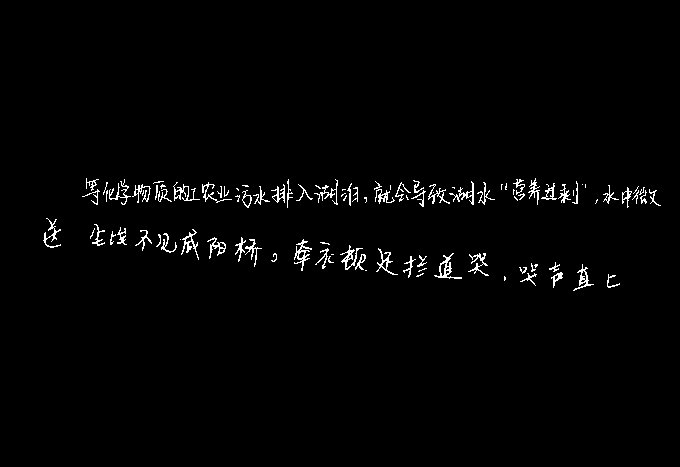 等化学物质的工农业污水排入湖泊,就会导致湖水"营养过剩",水中微
送 尘埃不见咸阳桥。牵衣顿足拦道哭,哭声直上